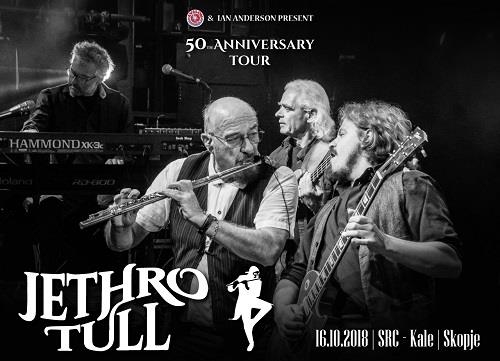 & IAN ANDERSON PRESENT
50TH ANNIVERSARY
TOUR
HAMMOND XK-3c
Roland RD-800
JETHRO
TULL
16.10.2018 | SRC - Kale | Skopje